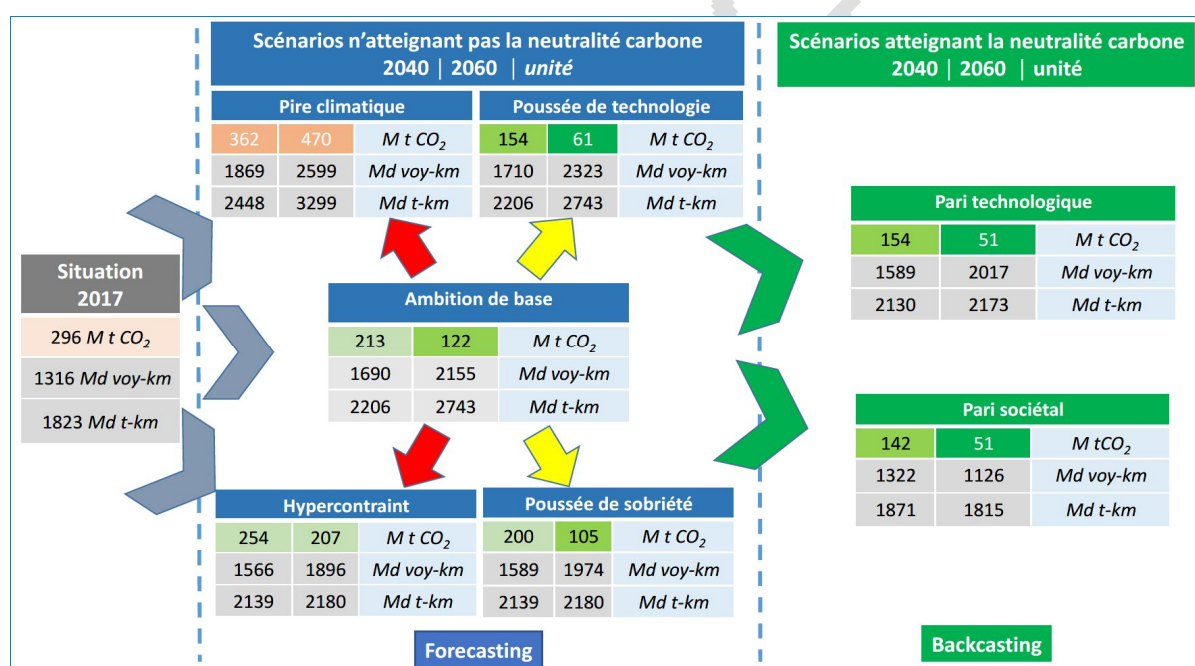 Scénarios n'atteignant pas la neutralité carbone
2040 | 2060 | unité
Scénarios atteignant la neutralité carbone
2040 | 2060 | unité
Pire climatique
362 470 M t CO₂
1869 2599 Md voy-km
2448 3299 Md t-km
Poussée de technologie
154 61 M t CO₂
1710 2323 Md voy-km
2206 2743 Md t-km
Situation
2017
296 M t CO₂
1316 Md voy-km
1823 Md t-km
Ambition de base
213 122 M t CO₂
1690 2155 Md voy-km
2206 2743 Md t-km
Pari technologique
154 51 M t CO₂
1589 2017 Md voy-km
2130 2173 Md t-km
Pari sociétal
142 51 M tCO₂
1322 1126 Md voy-km
1871 1815 Md t-km
Hypercontraint
254 207 M t CO₂
1566 1896 Md voy-km
2139 2180 Md t-km
Poussée de sobriété
200 105 M t CO₂
1589 1974 Md voy-km
2139 2180 Md t-km
Forecasting
Backcasting